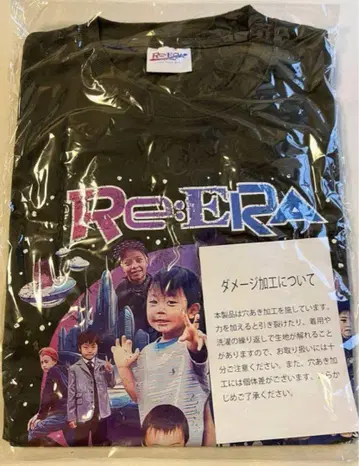 Re:ERA
Re:ERA
ダメージ加工について
本製品は穴あき加工を施しています。
力を加えると引き裂けたり、着用や
洗濯の繰り返しで生地が解れること
がありますので、お取り扱いには十
分ご注意ください。また、穴あき加
工には個体差がございます。
かじめご了承ください。